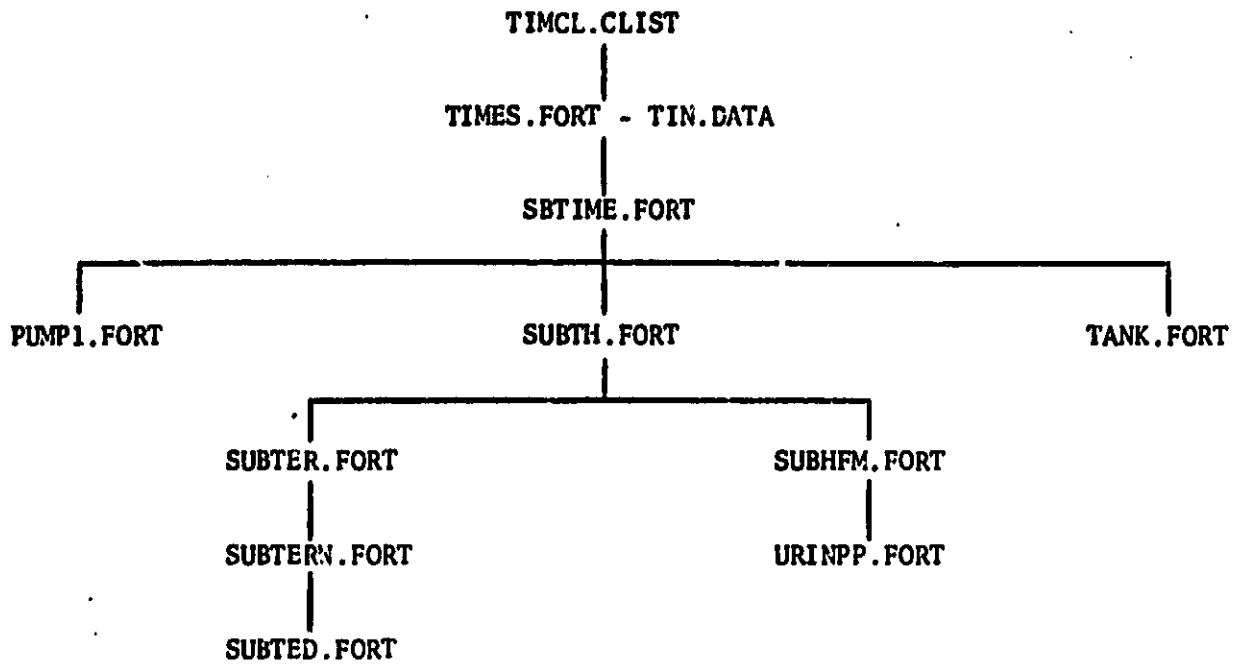 TIMCL.CLIST
TIMES.FORT - TIN.DATA
SBTIME.FORT
PUMP1.FORT SUBTH.FORT TANK.FORT
SUBTER.FORT SUBHFM.FORT
SUBTERN.FORT URINPP.FORT
SUBTED.FORT